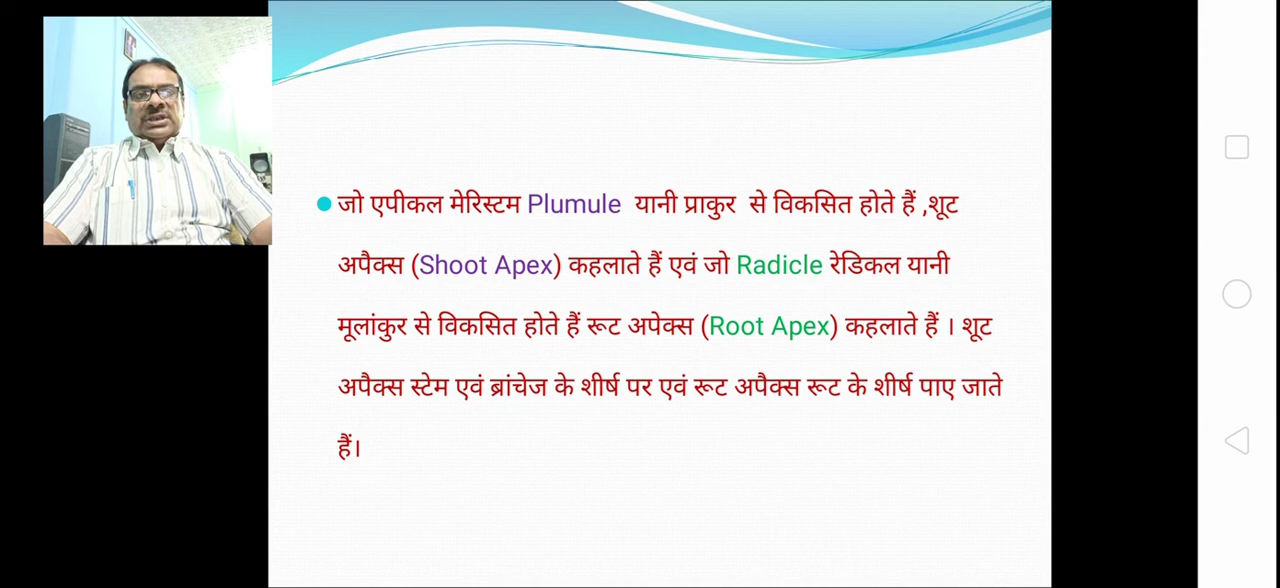 जो एपीकल मेरिस्टम Plumule यानी प्राकुर से विकसित होते हैं ,शूट
अपैक्स (Shoot Apex) कहलाते हैं एवं जो Radicle रेडिकल यानी
मूलांकुर से विकसित होते हैं रूट अपेक्स (Root Apex) कहलाते हैं । शूट
अपैक्स स्टेम एवं ब्रांचेज के शीर्ष पर एवं रूट अपैक्स रूट के शीर्ष पाए जाते
हैं।